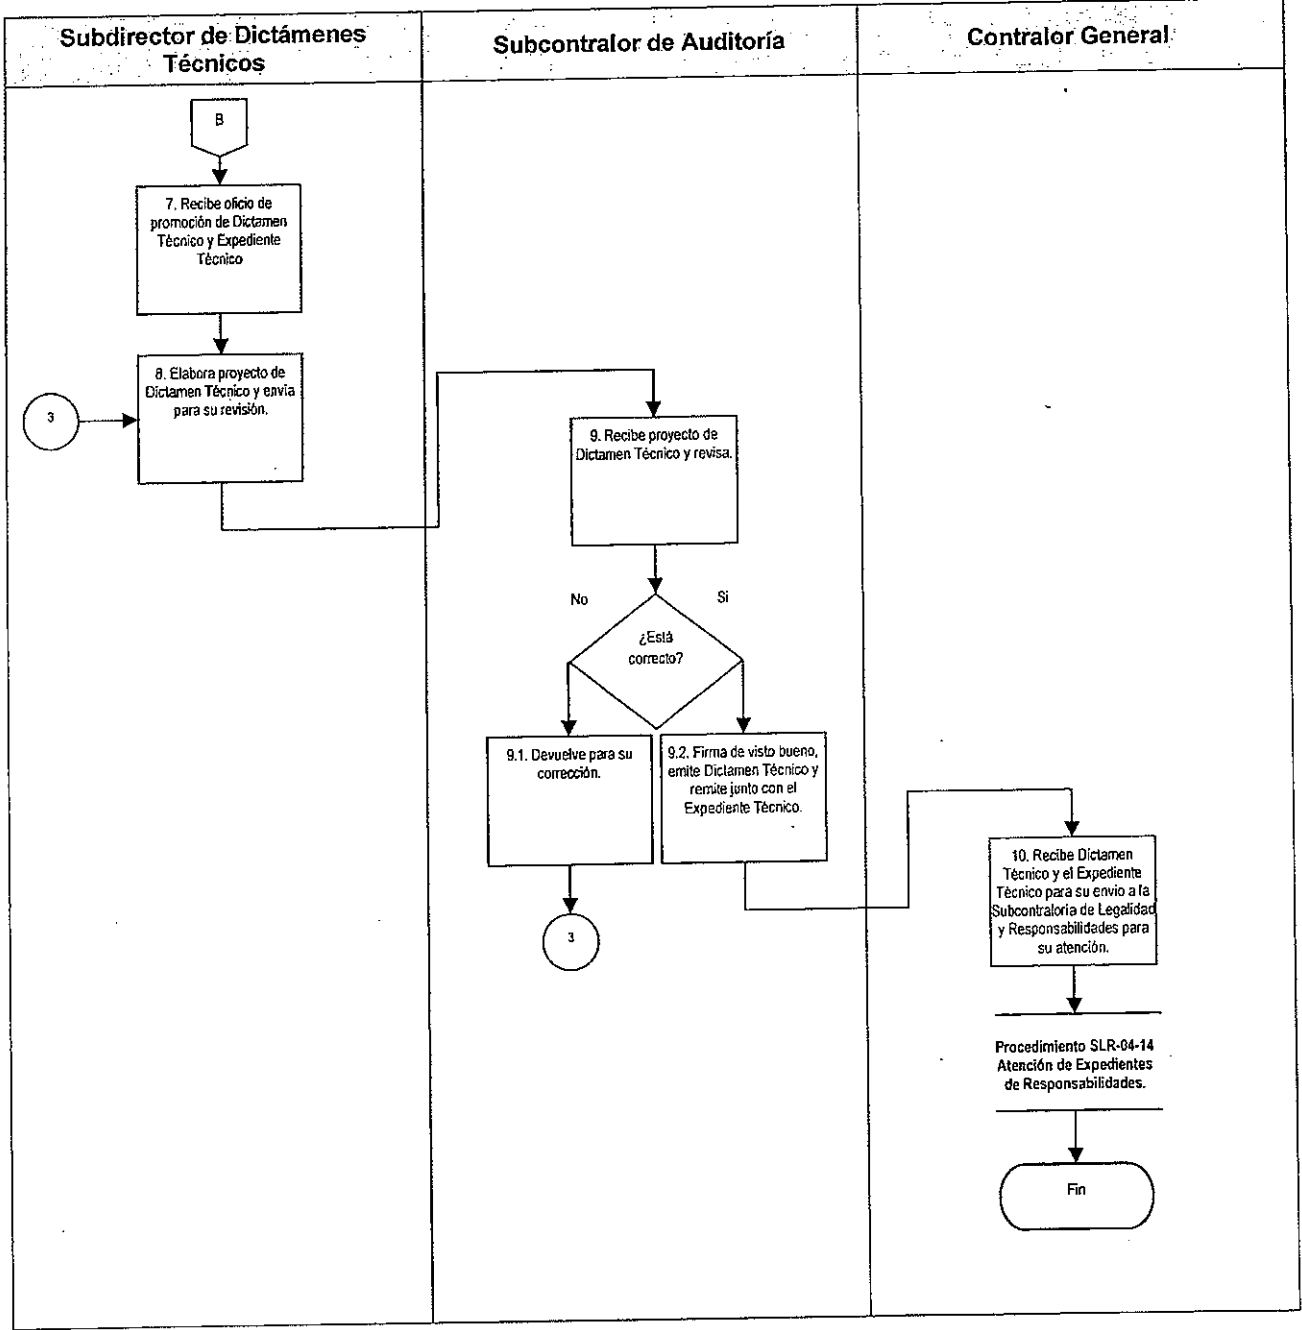 Subdirector de Dictámenes
Técnicos
Subcontralor de Auditoría
Contralor General
B
7. Recibe oficio de
promoción de Dictamen
Técnico y Expediente
Técnico
8. Elabora proyecto de
Dictamen Técnico y envía
para su revisión.
3
9. Recibe proyecto de
Dictamen Técnico y revisa.
No
Si
¿Está
correcto?
9.1. Devuelve para su
corrección.
9.2. Firma de visto bueno,
emite Dictamen Técnico y
remite junto con el
Expediente Técnico.
3
10. Recibe Dictamen
Técnico y el Expediente
Técnico para su envio a la
Subcontraloria de Legalidad
y Responsabilidades para
su atención.
Procedimiento SLR-04-14
Atención de Expedientes
de Responsabilidades.
Fin